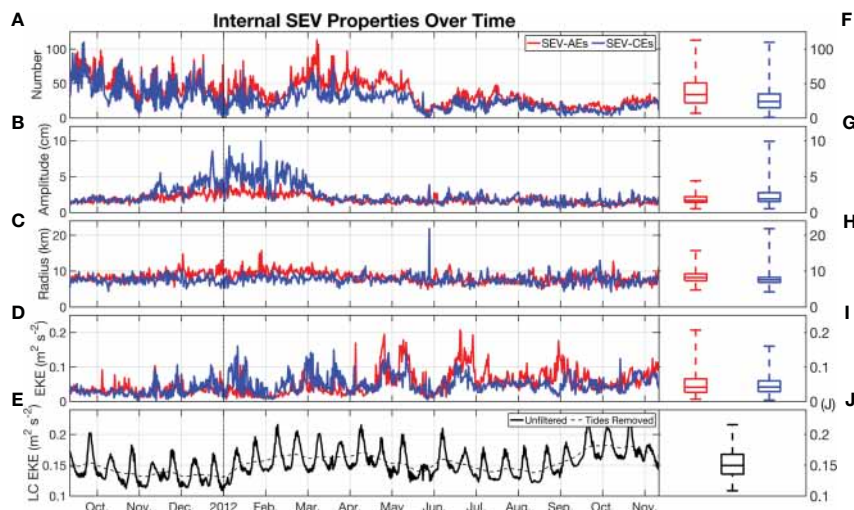 Internal SEV Properties Over Time
A
F
SEV-AEs SEV-CEs
Number
100
50
0
100
50
0
B
G
Amplitude (cm)
10
5
0
10
5
0
C
H
Radius (km)
20
10
0
20
10
0
D
I
EKE (m² s-²)
0.2
0.1
0
0.2
0.1
0
(J)
E
J
Unfiltered Tides Removed
LC EKE (m² s-²)
0.2
0.15
0.1
0.2
0.15
0.1
Oct. Nov. Dec. 2012 Feb. Mar. Apr. May Jun. Jul. Aug. Sep. Oct. Nov.